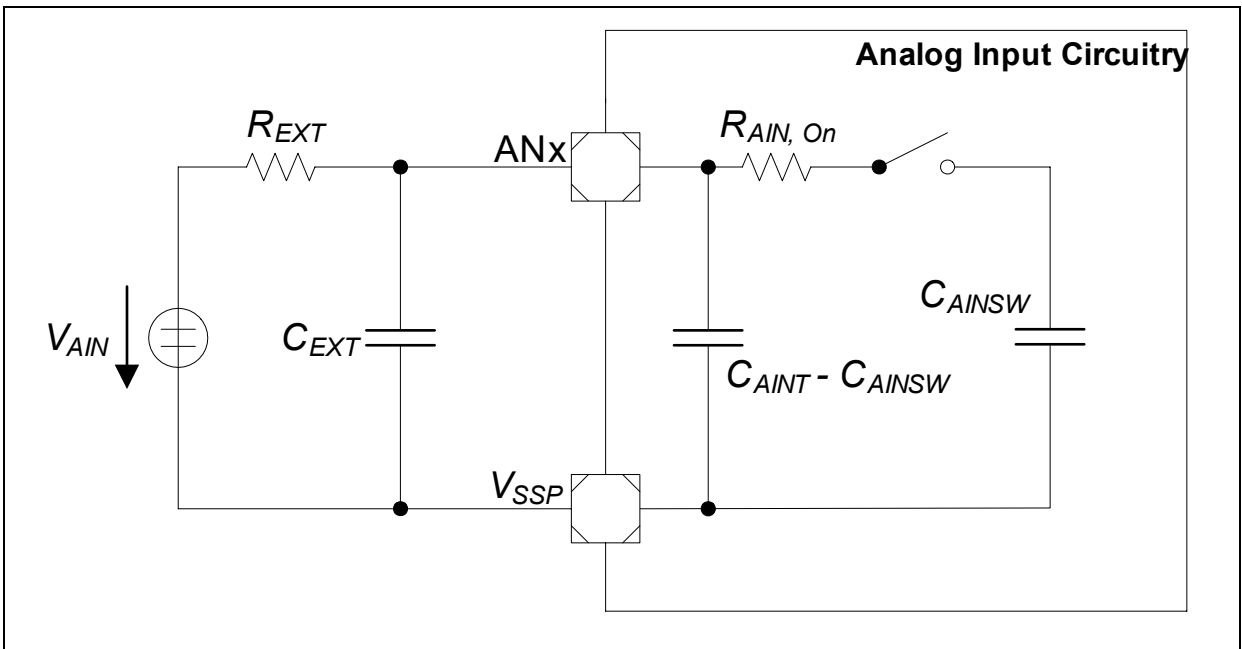 Analog Input Circuitry
R_EXT
ANx
R_AIN, On
V_AIN
C_EXT
C_AINSW
C_AINT - C_AINSW
V_SSP